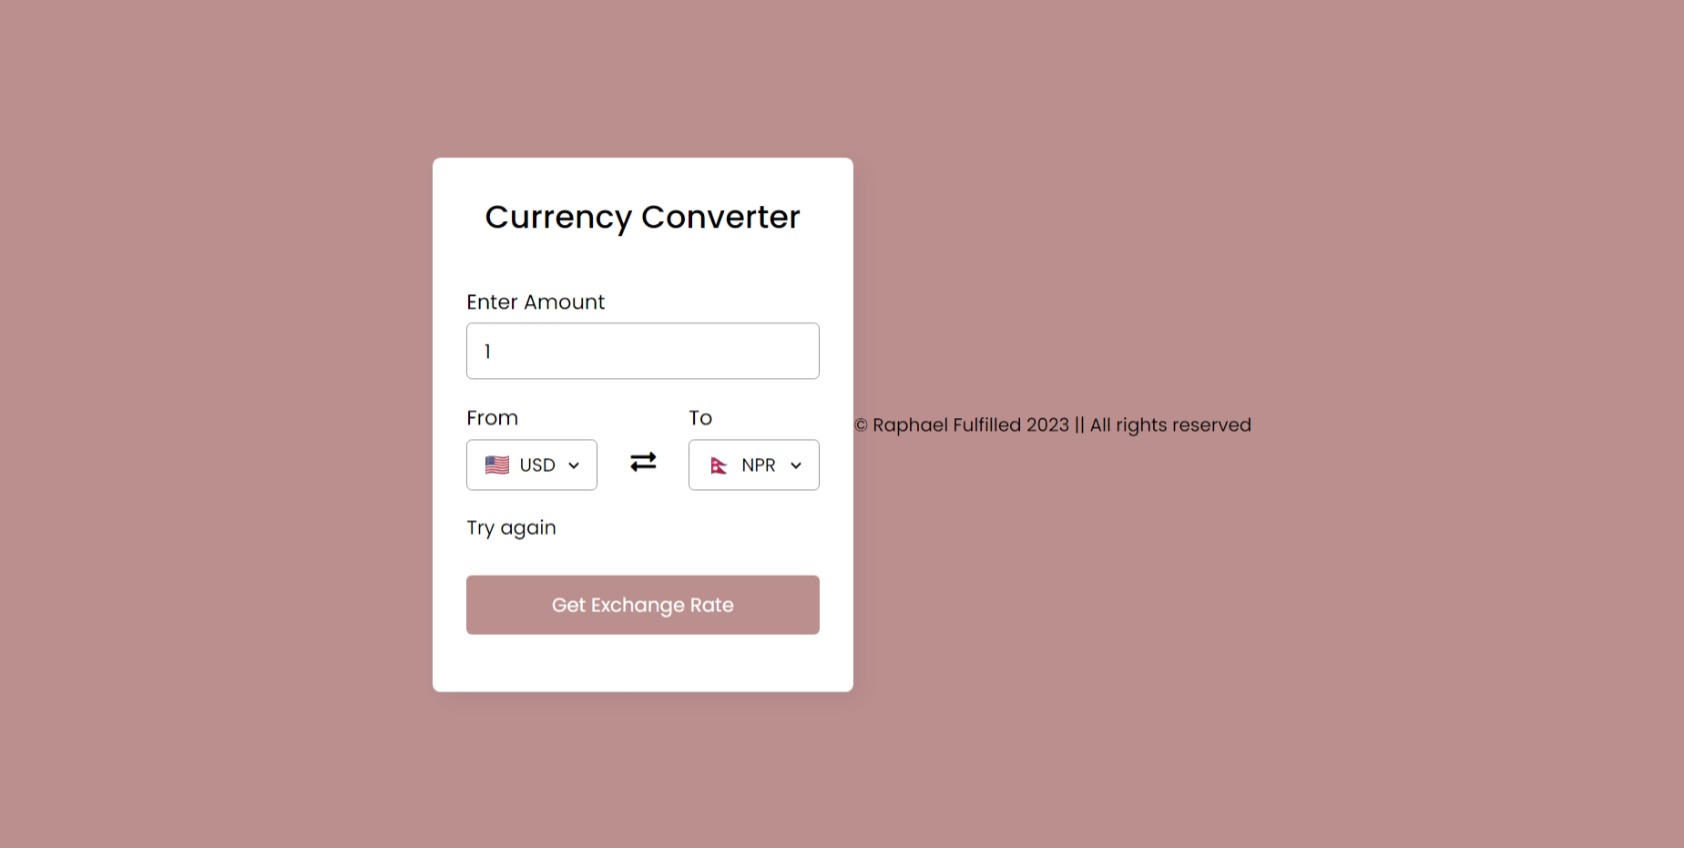 Currency Converter
Enter Amount
1
From To
USD NPR
Try again
Get Exchange Rate
© Raphael Fulfilled 2023 || All rights reserved